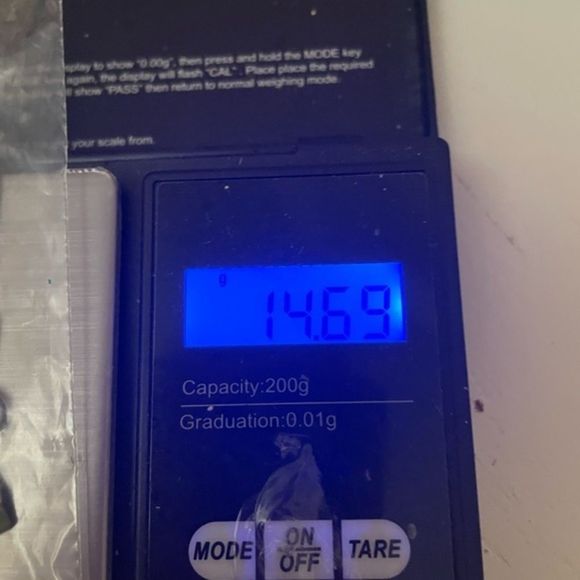 splay to show "0.00g", then press and hold the MODE key
again, the display will flash "CAL". Place place the required
show "PASS" then return to normal weighing mode.
your scale from.
g
14.69
Capacity:200g
Graduation:0.01g
MODE
ON
OFF
TARE